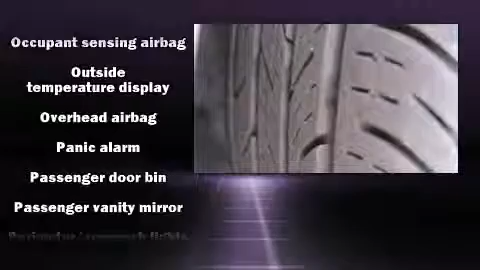 Occupant sensing airbag
Outside
temperature display
Overhead airbag
Panic alarm
Passenger door bin
Passenger vanity mirror